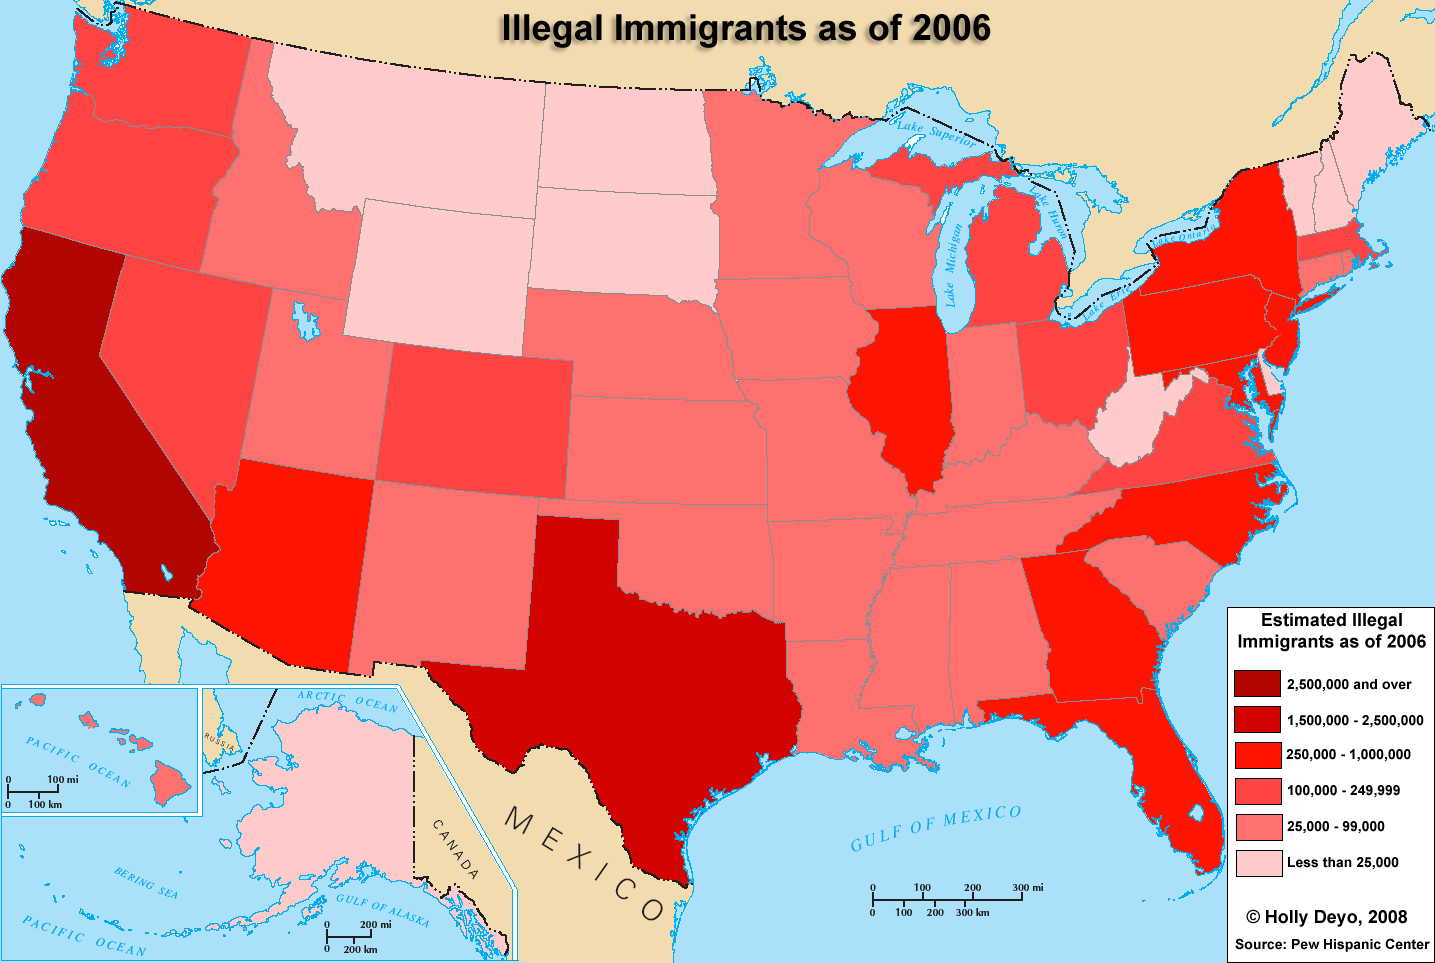 Illegal Immigrants as of 2006
Lake Superior
Lake Huron
Lake Michigan
Lake Ontario
Lake Erie
Estimated Illegal
Immigrants as of 2006
2,500,000 and over
1,500,000 - 2,500,000
250,000 - 1,000,000
100,000 - 249,999
25,000 - 99,000
Less than 25,000
© Holly Deyo, 2008
Source: Pew Hispanic Center
ARCTIC OCEAN
RUSSIA
PACIFIC OCEAN
0 100 mi
0 100 km
CANADA
MEXICO
GULF OF MEXICO
BERING SEA
GULF OF ALASKA
PACIFIC OCEAN
0 200 mi
0 200 km
0 100 200 300 mi
0 100 200 300 km